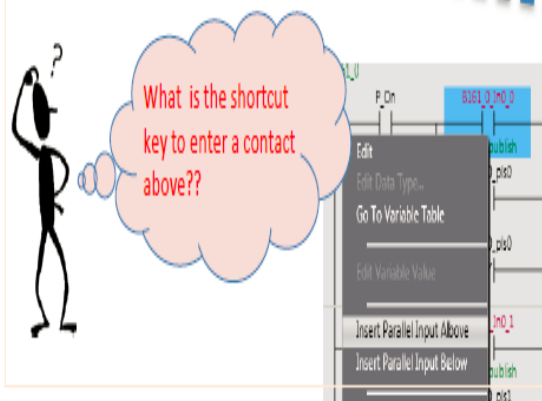 ?
What is the shortcut
key to enter a contact
above??
P_On
B161_0_In0_0
Edit
publish
Edit Data Type...
Go To Variable Table
Edit Variable Value
Insert Parallel Input Above
Insert Parallel Input Below
publish